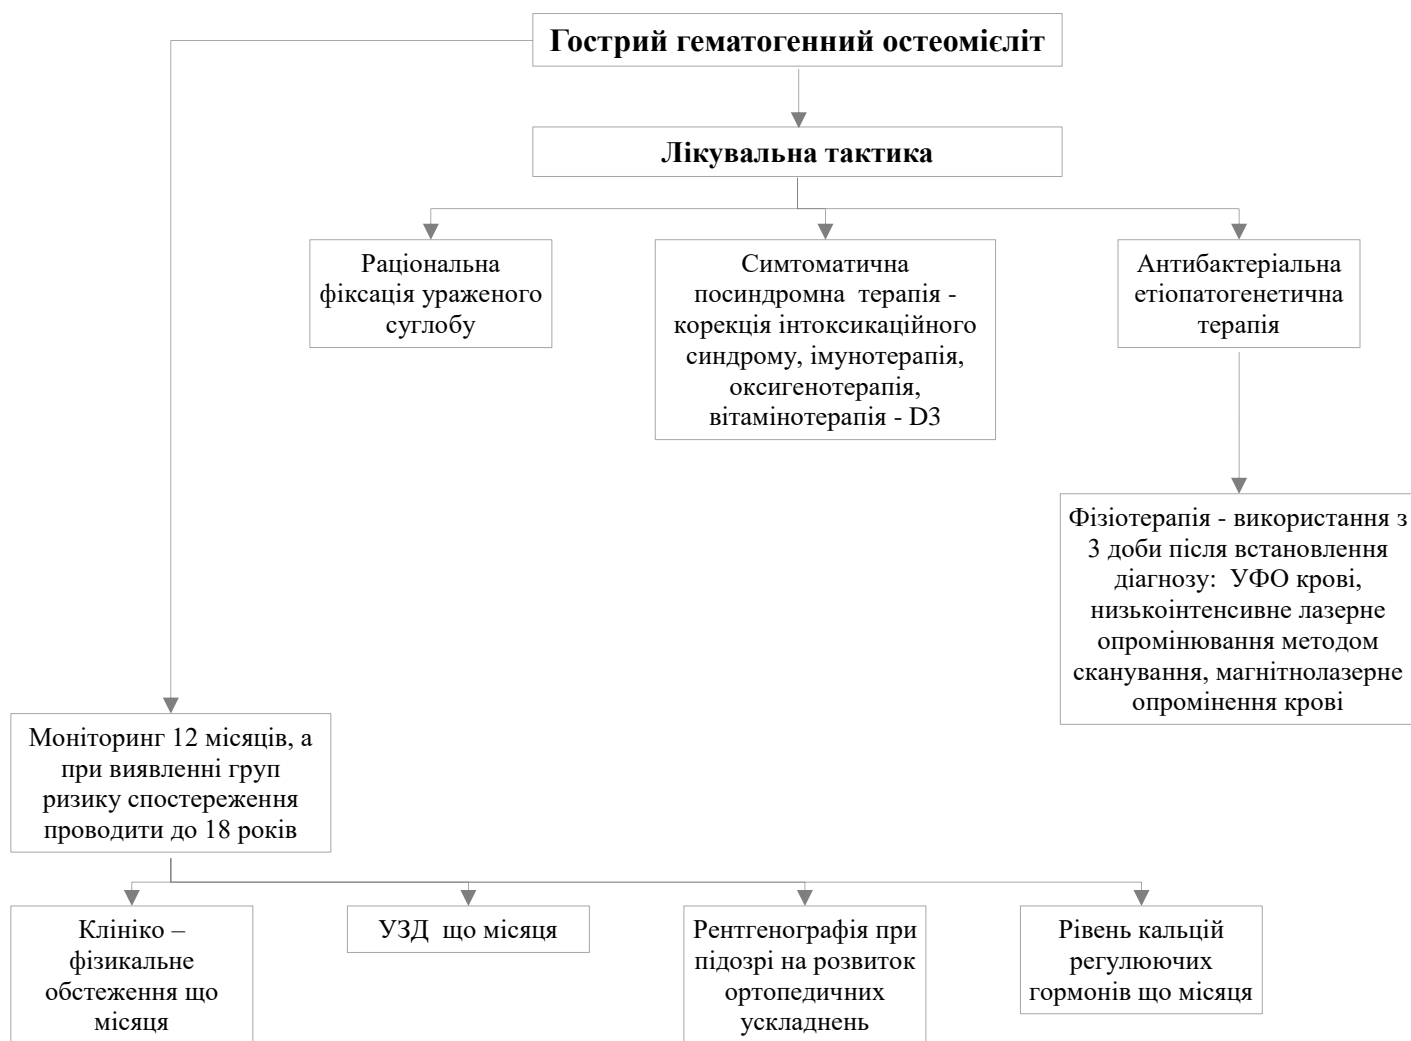 Гострий гематогенний остеомієліт
Лікувальна тактика
Раціональна
фіксація ураженого
суглобу
Симтоматична
посиндромна терапія -
корекція інтоксикаційного
синдрому, імунотерапія,
оксигенотерапія,
вітамінотерапія - D3
Антибактеріальна
етіопатогенетична
терапія
Фізіотерапія - використання з
3 доби після встановлення
діагнозу: УФО крові,
низькоінтенсивне лазерне
опромінювання методом
сканування, магнітнолазерне
опромінення крові
Моніторинг 12 місяців, а
при виявленні груп
ризику спостереження
проводити до 18 років
Клініко –
фізикальне
обстеження що
місяця
УЗД що місяця
Рентгенографія при
підозрі на розвиток
ортопедичних
ускладнень
Рівень кальцій
регулюючих
гормонів що місяця